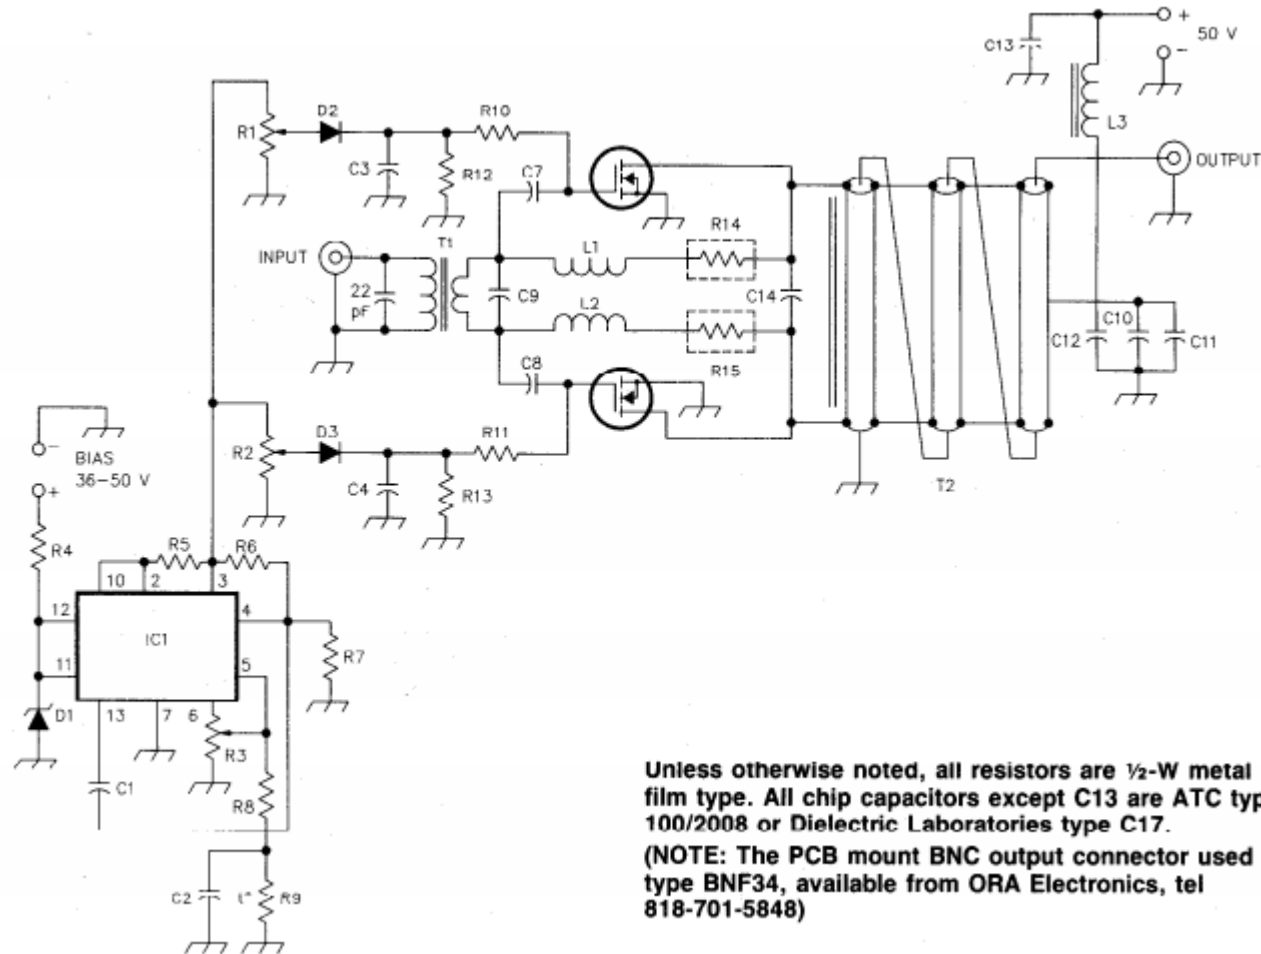 +
50 V
-
C13
L3
OUTPUT
R1
D2
R10
C3
R12
C7
INPUT
T1
L1
R14
22
pF
C9
L2
C14
C8
R15
C12
C10
C11
-
BIAS
36-50 V
+
R2
D3
R11
C4
R13
T2
R4
R5
R6
10
2
3
12
4
IC1
11
5
R7
D1
13
7
6
R3
C1
R8
C2
t°
R9
Unless otherwise noted, all resistors are ½-W metal
film type. All chip capacitors except C13 are ATC typ
100/2008 or Dielectric Laboratories type C17.
(NOTE: The PCB mount BNC output connector used
type BNF34, available from ORA Electronics, tel
818-701-5848)